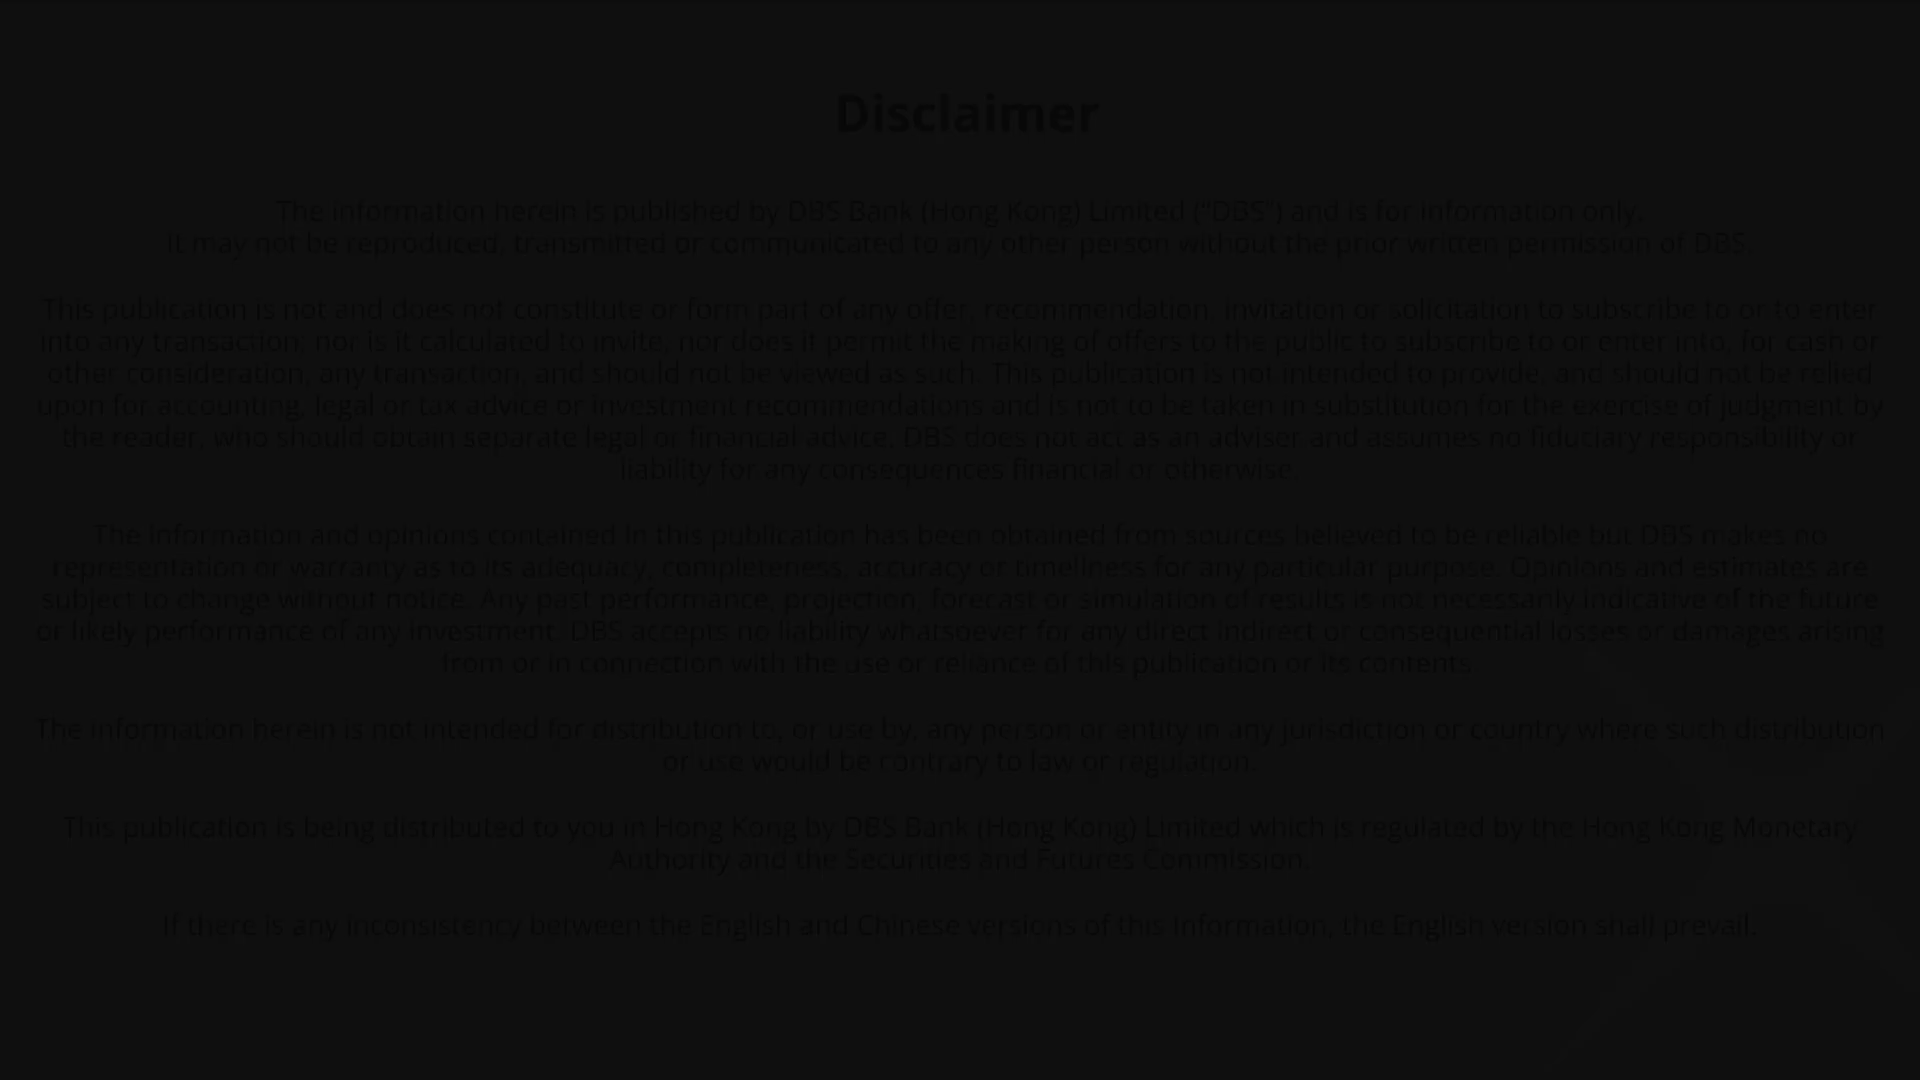 Disclaimer
The information herein is published by DBS Bank (Hong Kong) Limited (“DBS”) and is for information only.
It may not be reproduced, transmitted or communicated to any other person without the prior written permission of DBS.
This publication is not and does not constitute or form part of any offer, recommendation, invitation or solicitation to subscribe to or to enter
into any transaction; nor is it calculated to invite, nor does it permit the making of offers to the public to subscribe to or enter into, for cash or
other consideration, any transaction, and should not be viewed as such. This publication is not intended to provide, and should not be relied
upon for accounting, legal or tax advice or investment recommendations and is not to be taken in substitution for the exercise of judgment by
the reader, who should obtain separate legal or financial advice. DBS does not act as an adviser and assumes no fiduciary responsibility or
liability for any consequences financial or otherwise.
The information and opinions contained in this publication has been obtained from sources believed to be reliable but DBS makes no
representation or warranty as to its adequacy, completeness, accuracy or timeliness for any particular purpose. Opinions and estimates are
subject to change without notice. Any past performance, projection, forecast or simulation of results is not necessarily indicative of the future
or likely performance of any investment. DBS accepts no liability whatsoever for any direct indirect or consequential losses or damages arising
from or in connection with the use or reliance of this publication or its contents.
The information herein is not intended for distribution to, or use by, any person or entity in any jurisdiction or country where such distribution
or use would be contrary to law or regulation.
This publication is being distributed to you in Hong Kong by DBS Bank (Hong Kong) Limited which is regulated by the Hong Kong Monetary
Authority and the Securities and Futures Commission.
If there is any inconsistency between the English and Chinese versions of this Information, the English version shall prevail.